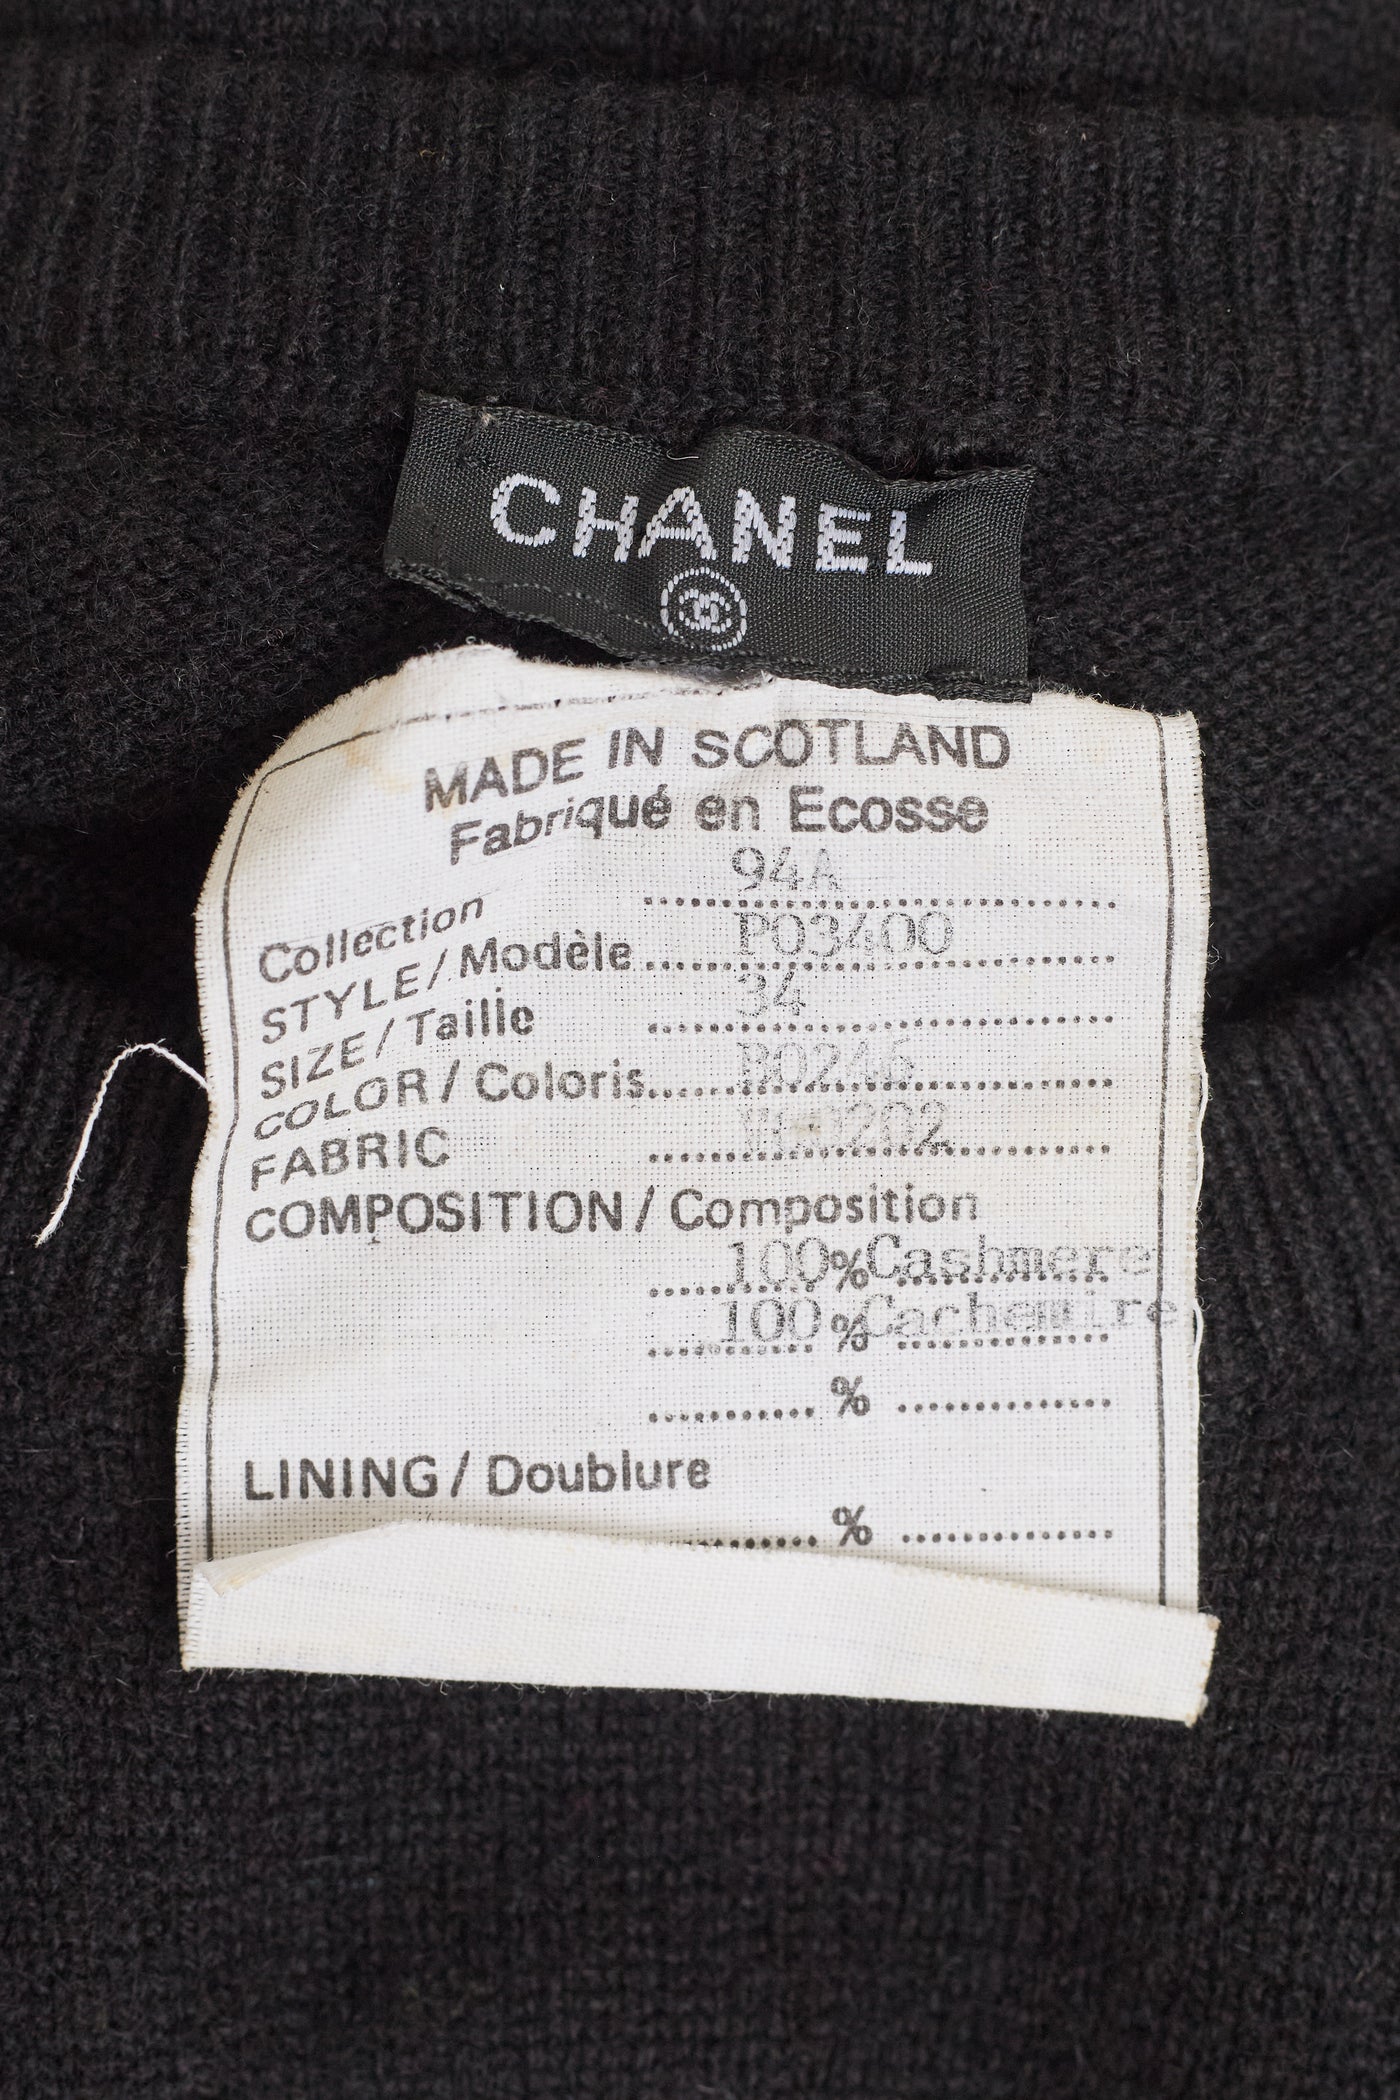 CHANEL
MADE IN SCOTLAND
Fabriqué en Ecosse
Collection 94A
STYLE / Modèle P03400
SIZE / Taille 34
COLOR / Coloris B0245
FABRIC
COMPOSITION / Composition
100% Cashmere
100 % Cachemire
%
LINING / Doublure
%